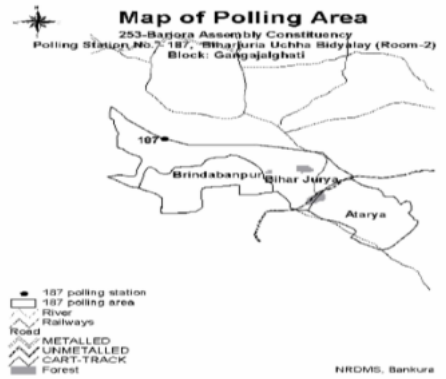 Map of Polling Area
253-Barjora Assembly Constituency
Polling Station No.- 187, Biharjuria Uchha Bidyalay (Room-2)
Block: Gangajalghati
187
Brindabanpur
Bihar Jurya
Atarya
187 polling station
187 polling area
River
Railways
Road
METALLED
UNMETALLED
CART-TRACK
Forest
NRDMS, Bankura